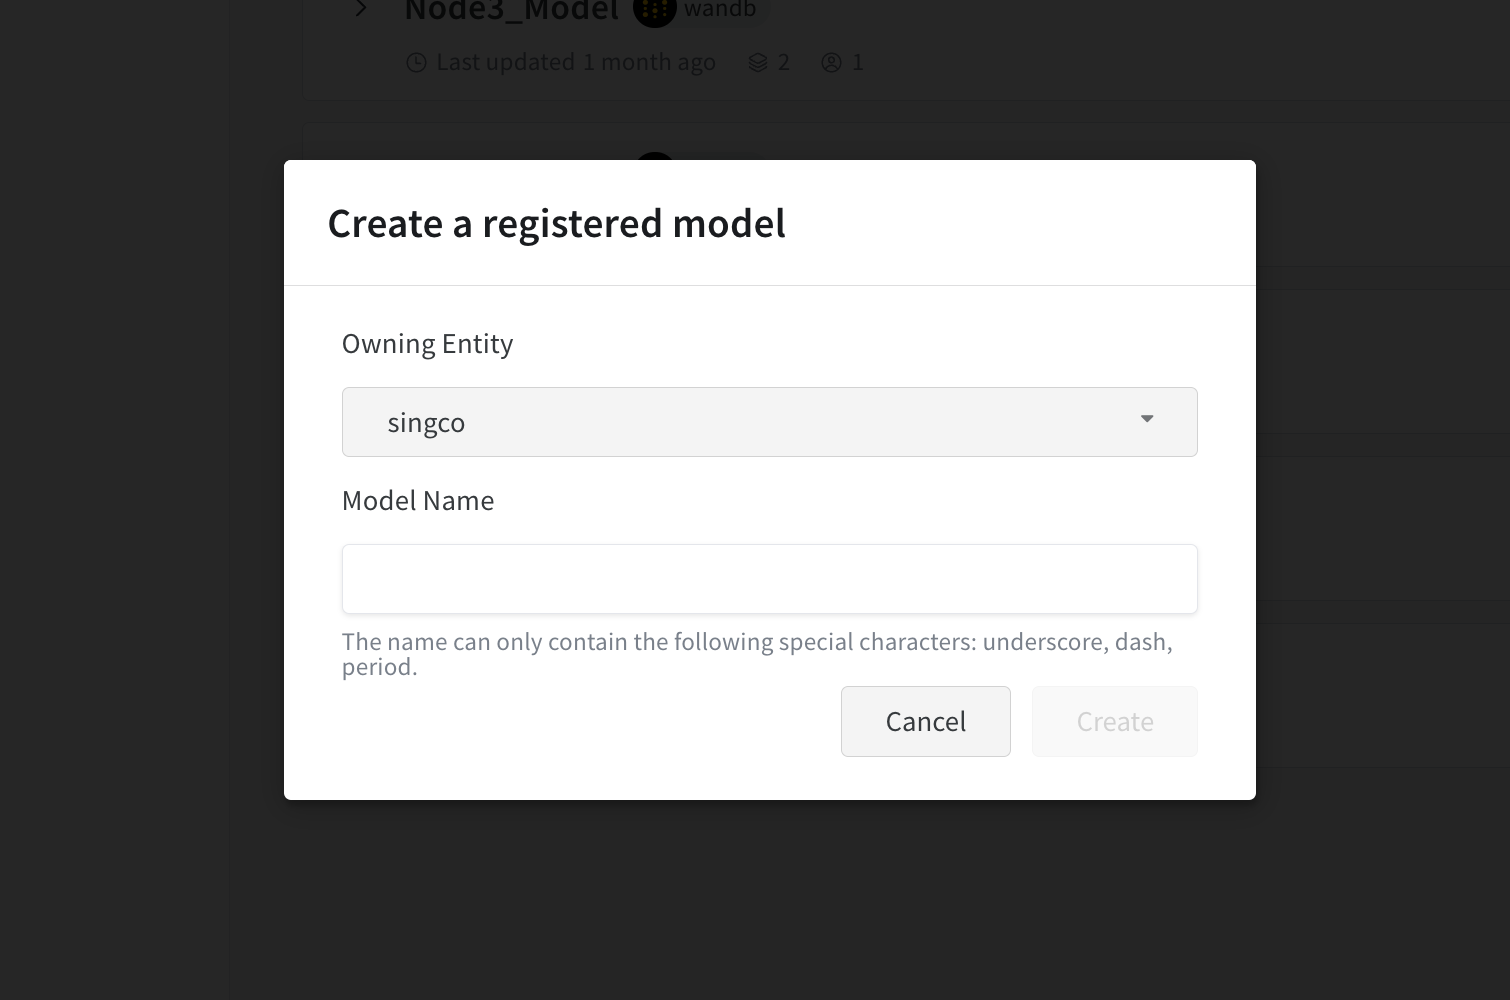 Node3_Model wandb
Last updated 1 month ago 2 1
Create a registered model
Owning Entity
singco
Model Name
The name can only contain the following special characters: underscore, dash,
period.
Cancel Create